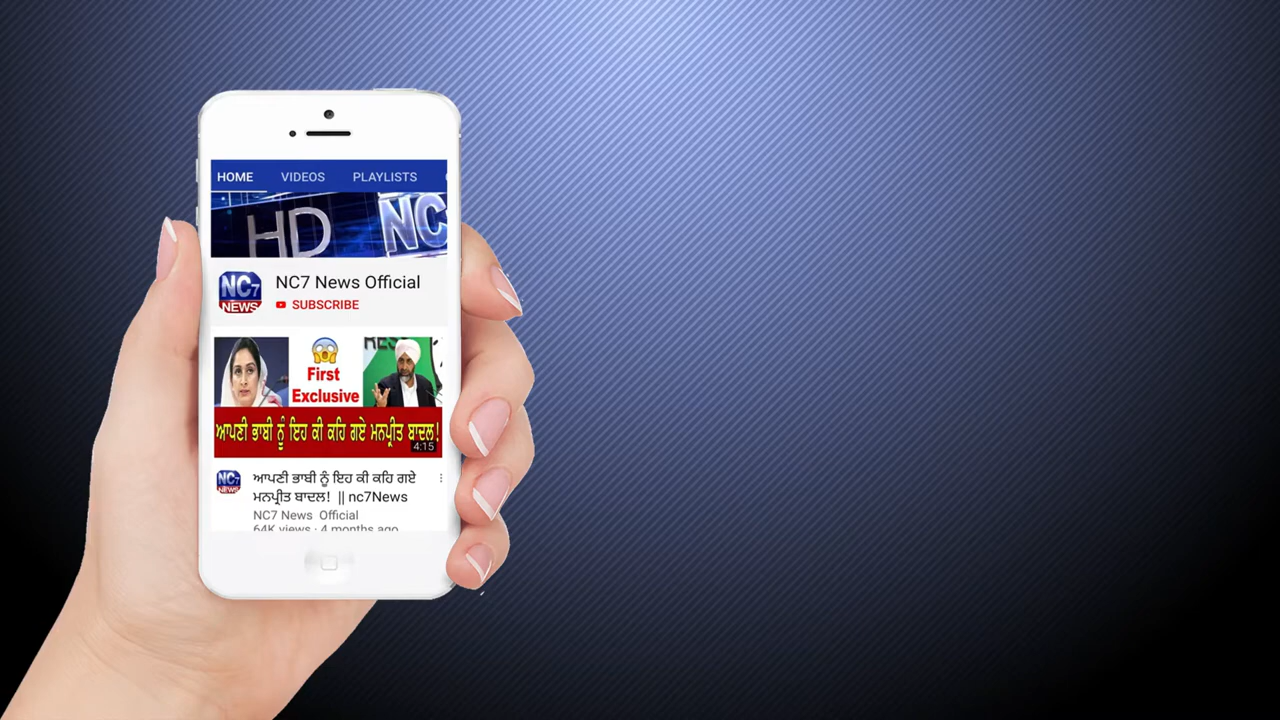 HOME VIDEOS PLAYLISTS
HD NC
NC7 NEWS
NC7 News Official
SUBSCRIBE
First
Exclusive
ਆਪਣੀ ਭਾਬੀ ਨੂੰ ਇਹ ਕੀ ਕਹਿ ਗਏ ਮਨਪ੍ਰੀਤ ਬਾਦਲ!
4:15
NC7 NEWS
ਆਪਣੀ ਭਾਬੀ ਨੂੰ ਇਹ ਕੀ ਕਹਿ ਗਏ
ਮਨਪ੍ਰੀਤ ਬਾਦਲ! || nc7News
NC7 News Official
64K views · 4 months ago